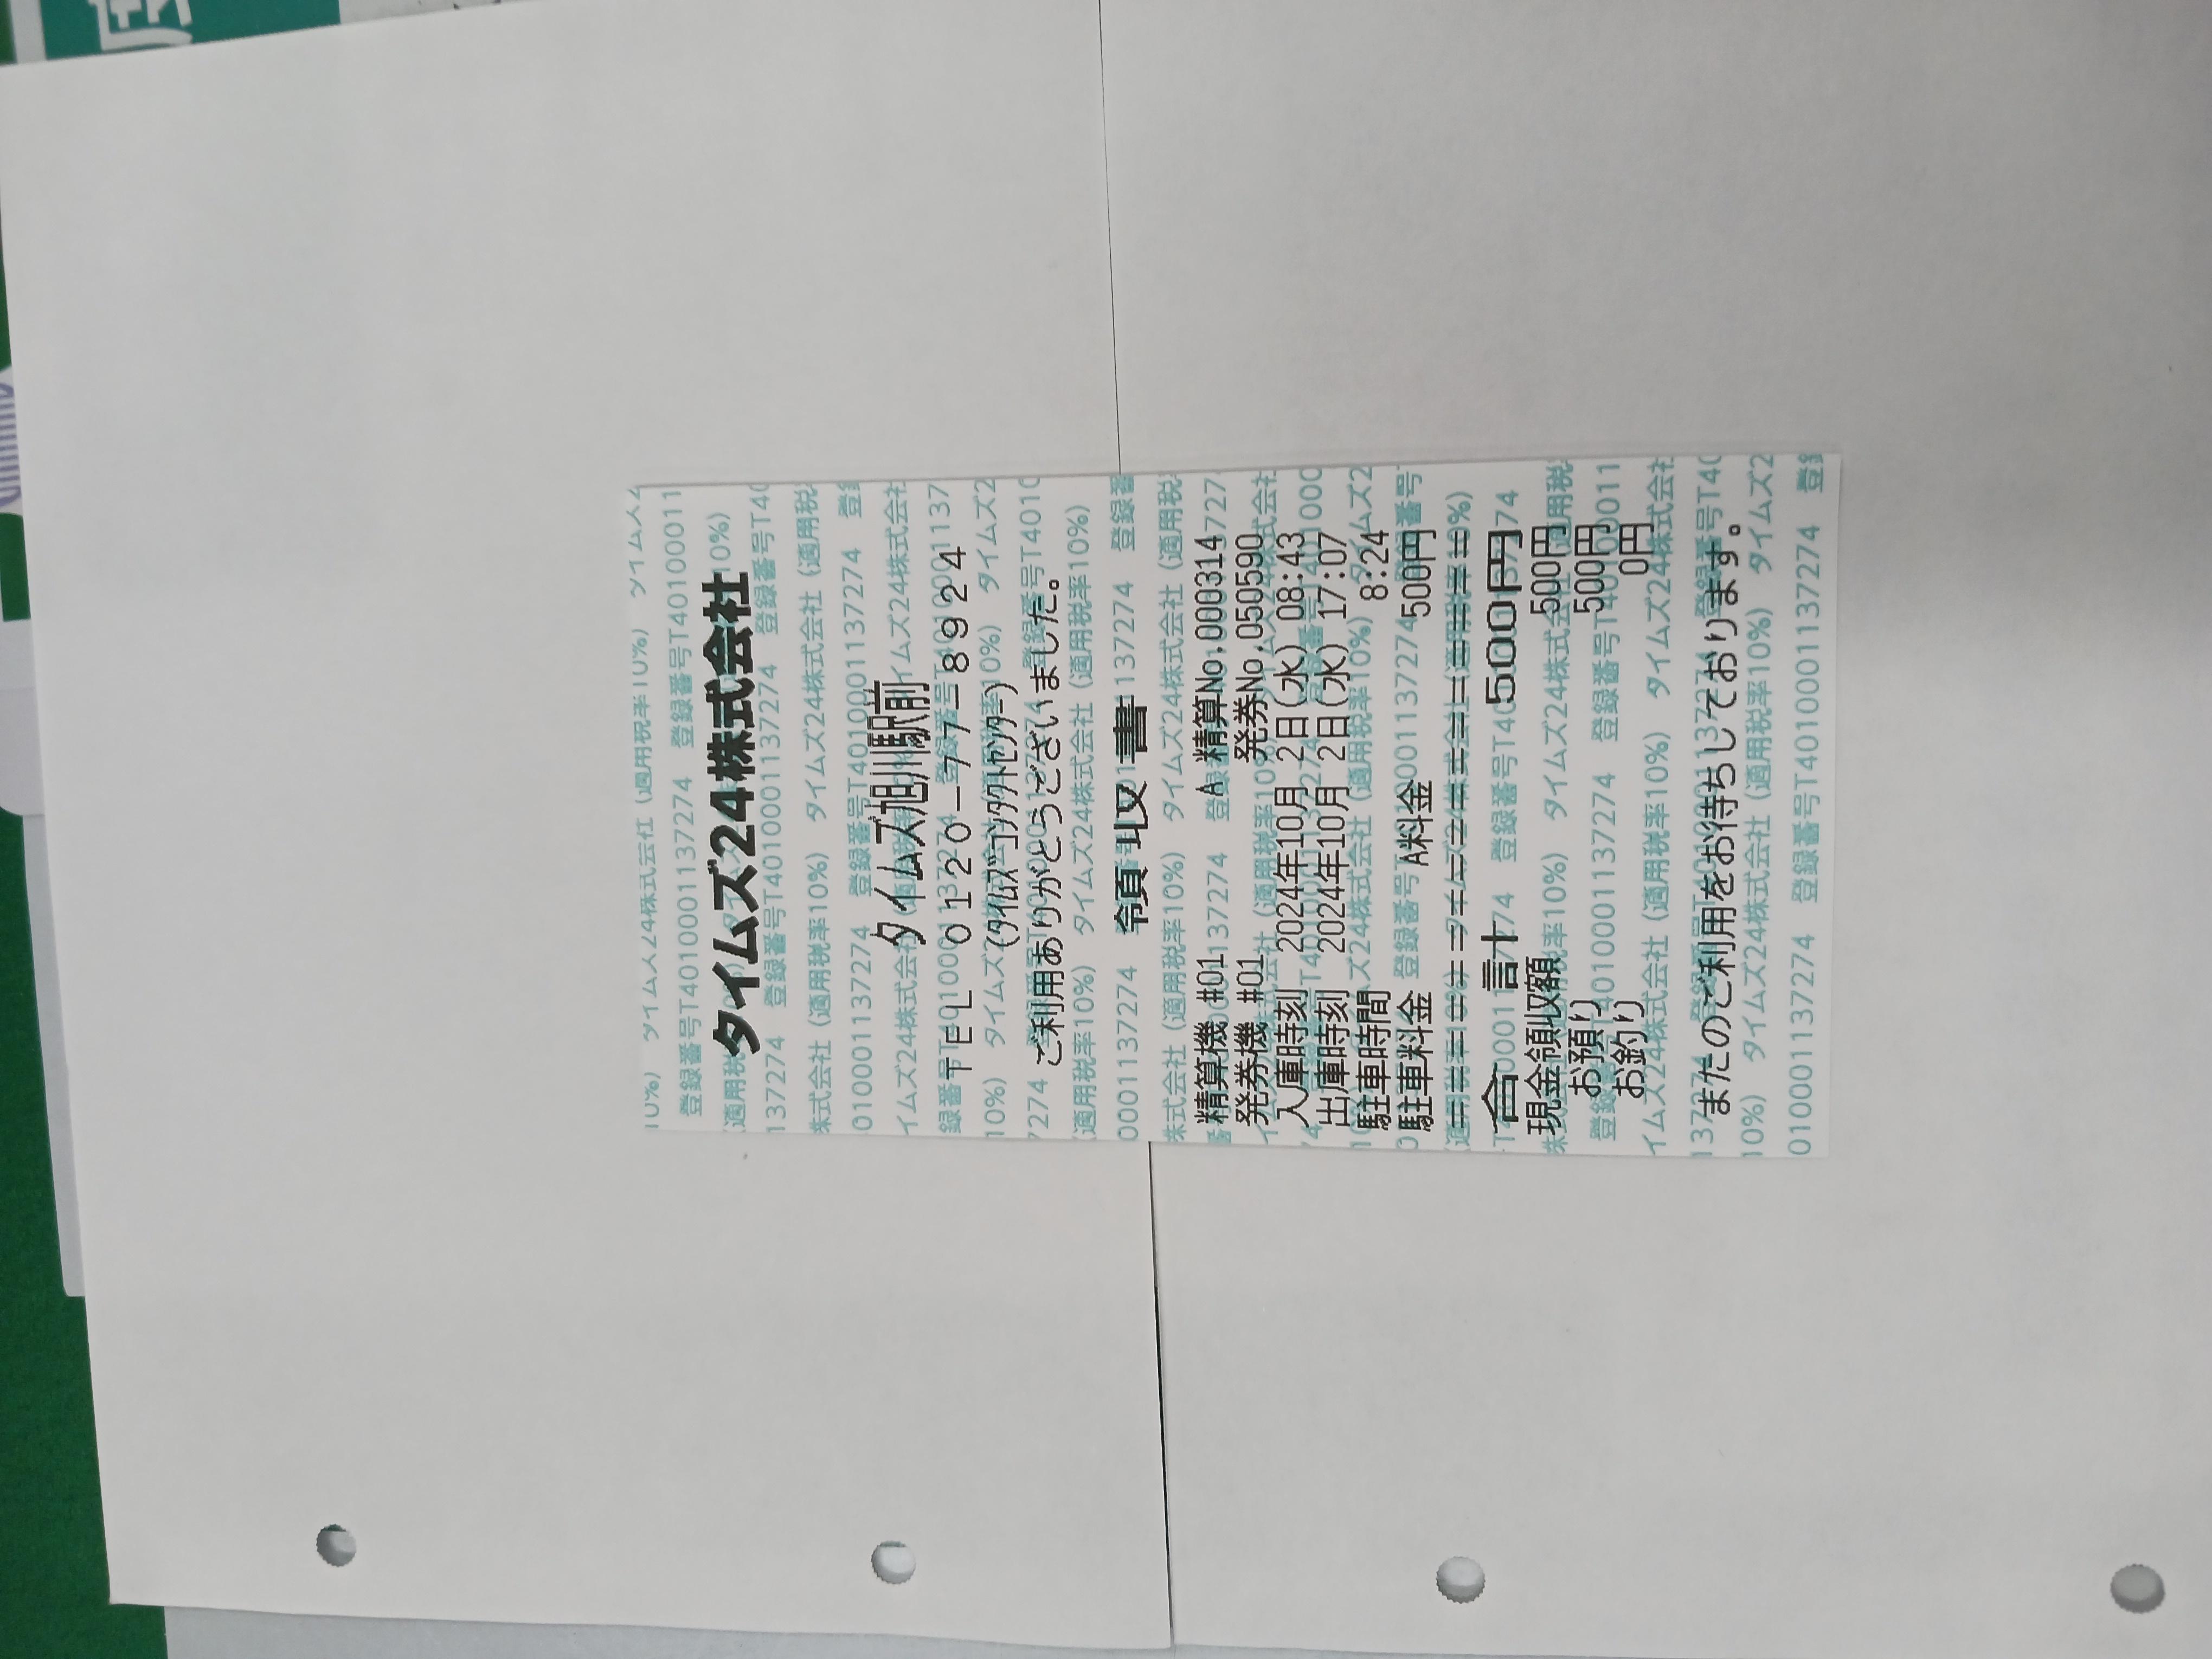 タイムズ24株式会社
タイムズ旭川駅前
TEL 0120-77-8924
(タイムズコンタクトセンター)
ご利用ありがとうございました。
領収書
精算機 #01 A 精算No.000314
発券機 #01 発券No.050590
入庫時刻 2024年10月 2日(水) 08:43
出庫時刻 2024年10月 2日(水) 17:07
駐車時間 8:24
駐車料金 A料金 500円
合 計 500円
現金領収額 500円
お預り 500円
お釣り 0円
またのご利用をお待ちしております。
タイムズ24株式会社 (適用税率10%)
登録番号T4010001137274